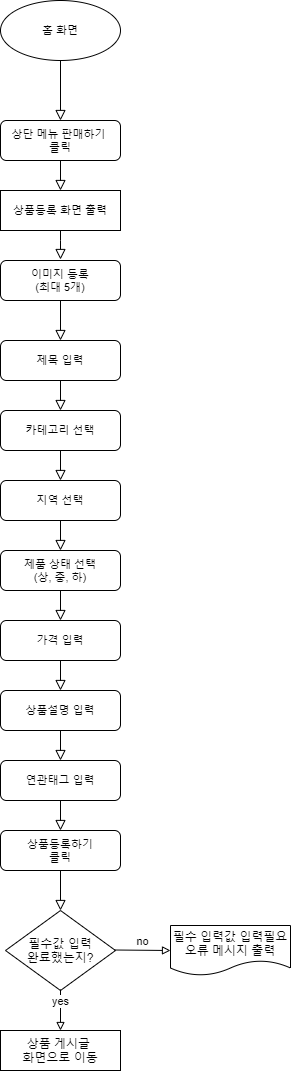 홈 화면
상단 메뉴 판매하기
클릭
상품등록 화면 출력
이미지 등록
(최대 5개)
제목 입력
카테고리 선택
지역 선택
제품 상태 선택
(상, 중, 하)
가격 입력
상품설명 입력
연관태그 입력
상품등록하기
클릭
필수값 입력
완료했는지?
no
필수 입력값 입력필요
오류 메시지 출력
yes
상품 게시글
화면으로 이동